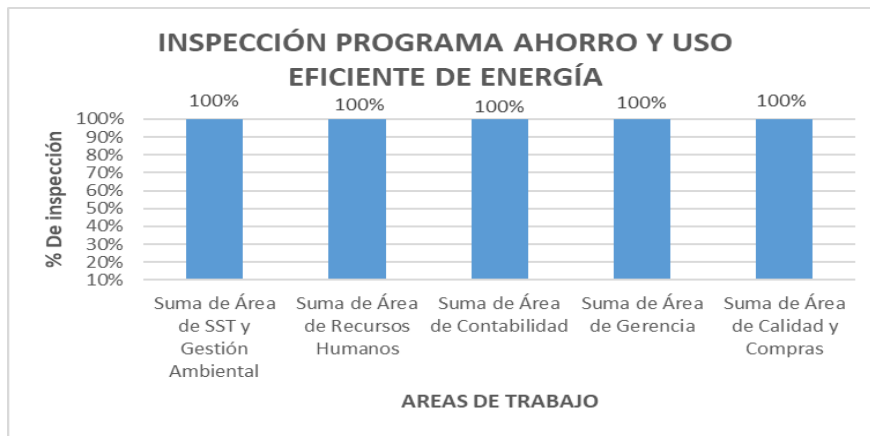 INSPECCIÓN PROGRAMA AHORRO Y USO
EFICIENTE DE ENERGÍA
100% 100% 100% 100% 100%
% De inspección
100%
90%
80%
70%
60%
50%
40%
30%
20%
10%
Suma de Área
de SST y
Gestión
Ambiental
Suma de Área
de Recursos
Humanos
Suma de Área
de Contabilidad
Suma de Área
de Gerencia
Suma de Área
de Calidad y
Compras
AREAS DE TRABAJO